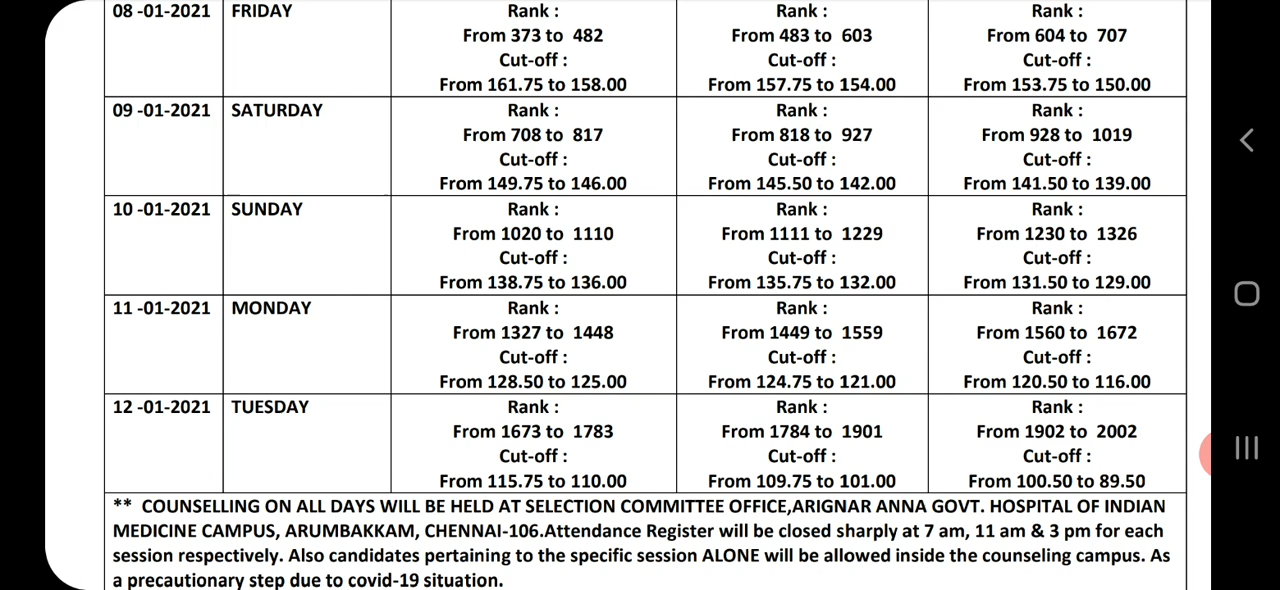 08 -01-2021 FRIDAY Rank : Rank : Rank :
From 373 to 482 From 483 to 603 From 604 to 707
Cut-off : Cut-off : Cut-off :
From 161.75 to 158.00 From 157.75 to 154.00 From 153.75 to 150.00
09 -01-2021 SATURDAY Rank : Rank : Rank :
From 708 to 817 From 818 to 927 From 928 to 1019
Cut-off : Cut-off : Cut-off :
From 149.75 to 146.00 From 145.50 to 142.00 From 141.50 to 139.00
10 -01-2021 SUNDAY Rank : Rank : Rank :
From 1020 to 1110 From 1111 to 1229 From 1230 to 1326
Cut-off : Cut-off : Cut-off :
From 138.75 to 136.00 From 135.75 to 132.00 From 131.50 to 129.00
11 -01-2021 MONDAY Rank : Rank : Rank :
From 1327 to 1448 From 1449 to 1559 From 1560 to 1672
Cut-off : Cut-off : Cut-off :
From 128.50 to 125.00 From 124.75 to 121.00 From 120.50 to 116.00
12 -01-2021 TUESDAY Rank : Rank : Rank :
From 1673 to 1783 From 1784 to 1901 From 1902 to 2002
Cut-off : Cut-off : Cut-off :
From 115.75 to 110.00 From 109.75 to 101.00 From 100.50 to 89.50
** COUNSELLING ON ALL DAYS WILL BE HELD AT SELECTION COMMITTEE OFFICE,ARIGNAR ANNA GOVT. HOSPITAL OF INDIAN
MEDICINE CAMPUS, ARUMBAKKAM, CHENNAI-106.Attendance Register will be closed sharply at 7 am, 11 am & 3 pm for each
session respectively. Also candidates pertaining to the specific session ALONE will be allowed inside the counseling campus. As
a precautionary step due to covid-19 situation.